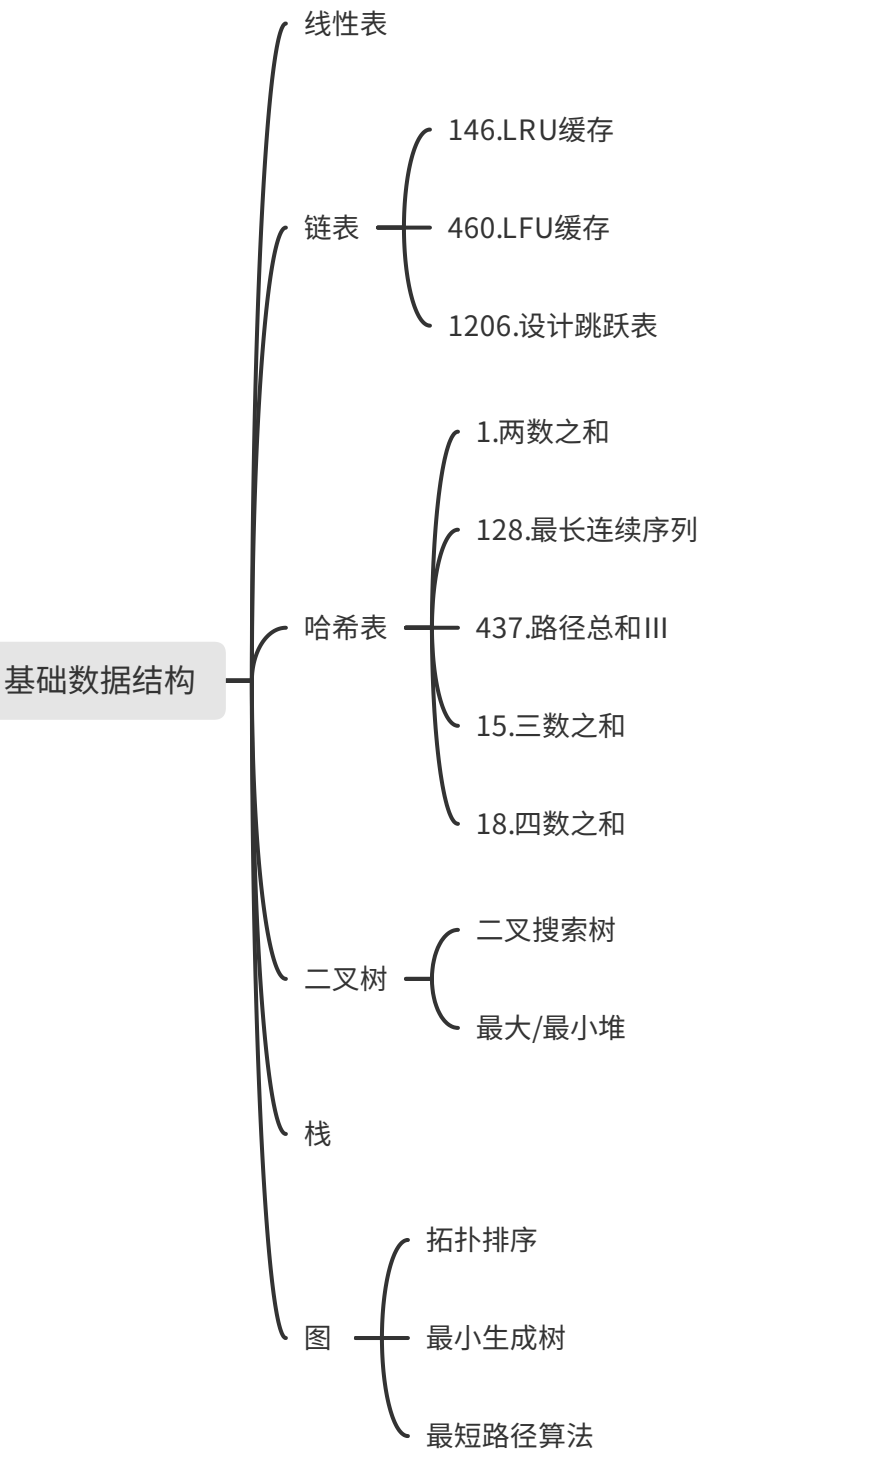 基础数据结构
线性表
链表
146.LRU缓存
460.LFU缓存
1206.设计跳跃表
哈希表
1.两数之和
128.最长连续序列
437.路径总和III
15.三数之和
18.四数之和
二叉树
二叉搜索树
最大/最小堆
栈
图
拓扑排序
最小生成树
最短路径算法